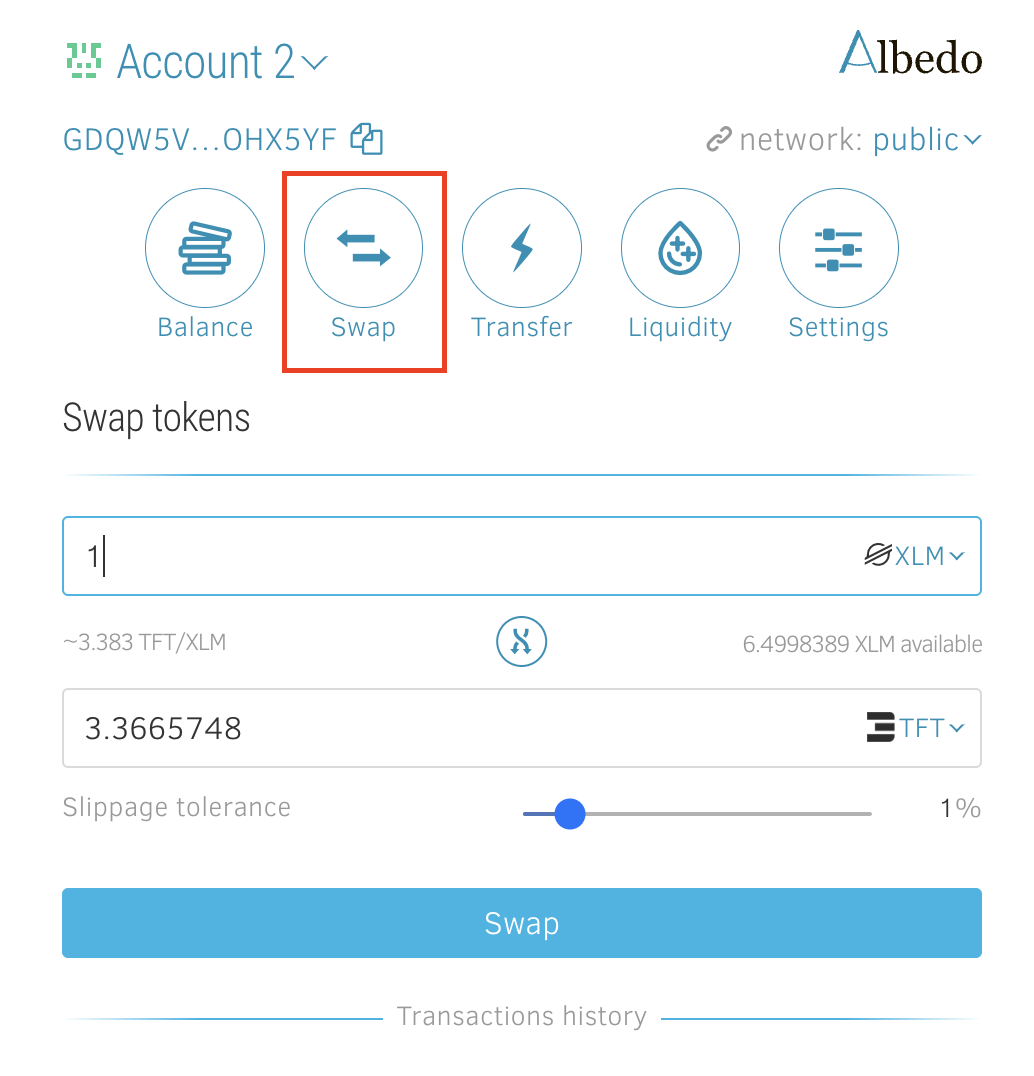 Account 2
Albedo
GDQW5V...OHX5YF
network: public
Balance
Swap
Transfer
Liquidity
Settings
Swap tokens
1
XLM
~3.383 TFT/XLM
6.4998389 XLM available
3.3665748
TFT
Slippage tolerance
1%
Swap
Transactions history